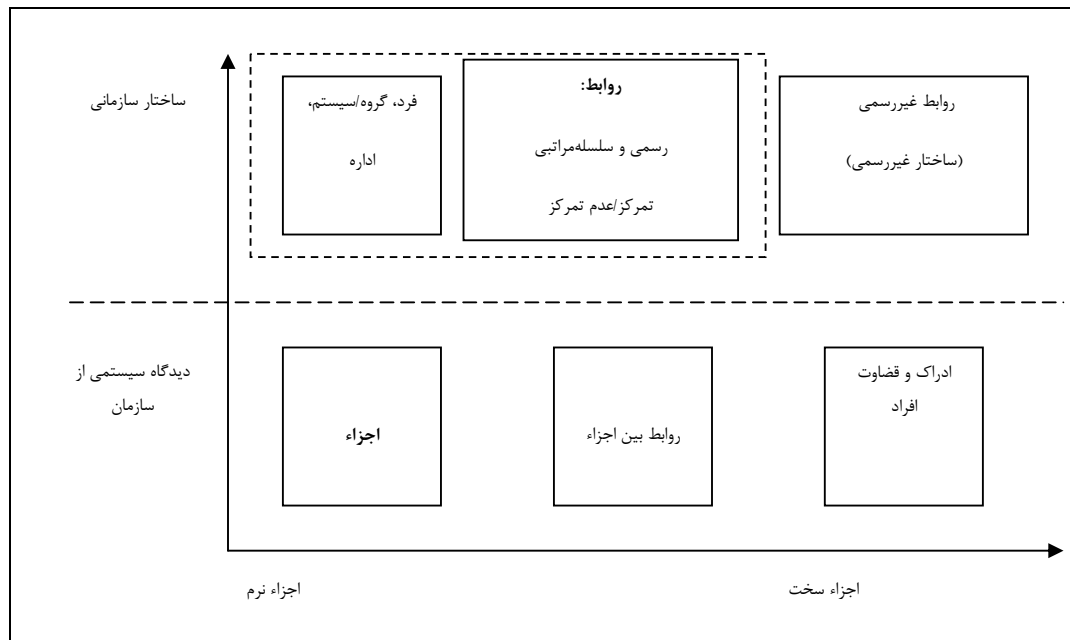 ساختار سازمانی
روابط غیررسمی
(ساختار غیررسمی)
روابط:
رسمی و سلسله‌مراتبی
تمرکز/عدم تمرکز
فرد، گروه/سیستم،
اداره
دیدگاه سیستمی از
سازمان
ادراک و قضاوت
افراد
روابط بین اجزاء
اجزاء
اجزاء سخت
اجزاء نرم